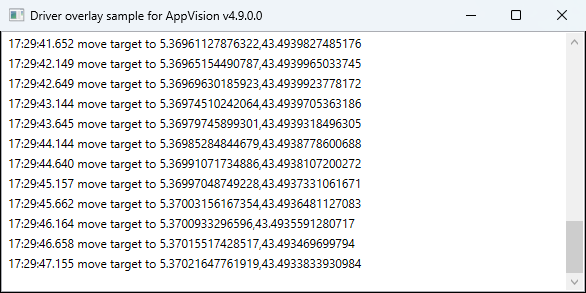 Driver overlay sample for AppVision v4.9.0.0
17:29:41.652 move target to 5.36961127876322,43.4939827485176
17:29:42.149 move target to 5.36965154490787,43.4939965033745
17:29:42.649 move target to 5.36969630185923,43.4939923778172
17:29:43.144 move target to 5.36974510242064,43.4939705363186
17:29:43.645 move target to 5.36979745899301,43.4939318496305
17:29:44.144 move target to 5.36985284844679,43.4938778600688
17:29:44.640 move target to 5.36991071734886,43.4938107200272
17:29:45.157 move target to 5.36997048749228,43.4937331061671
17:29:45.662 move target to 5.37003156167354,43.4936481127083
17:29:46.164 move target to 5.3700933296596,43.4935591280717
17:29:46.658 move target to 5.37015517428517,43.493469699794
17:29:47.155 move target to 5.37021647761919,43.4933833930984